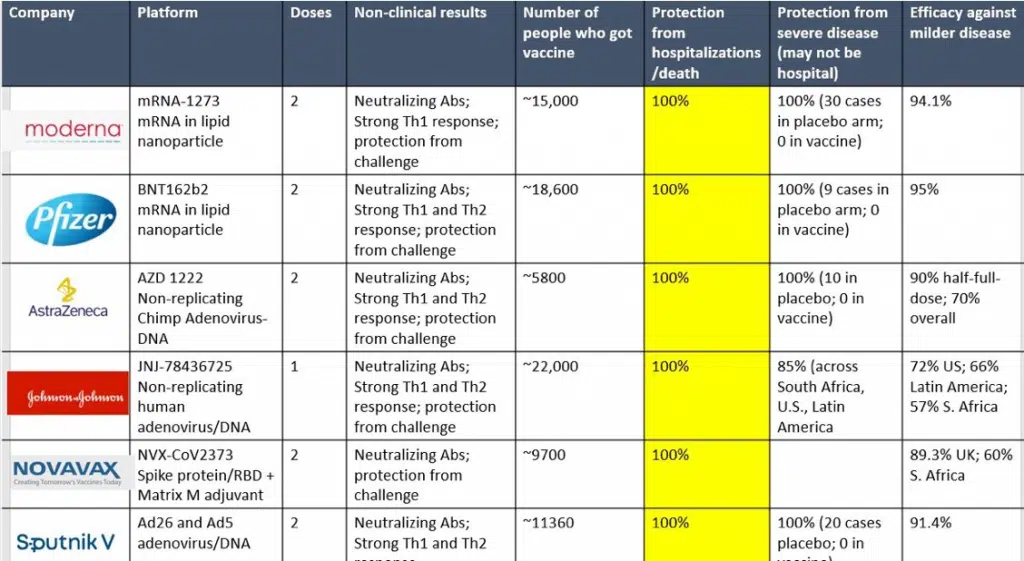 Company
Platform
Doses
Non-clinical results
Number of
people who got
vaccine
Protection
from
hospitalizations
/death
Protection from
severe disease
(may not be
hospital)
Efficacy against
milder disease
moderna
mRNA-1273
mRNA in lipid
nanoparticle
2
Neutralizing Abs;
Strong Th1 response;
protection from
challenge
~15,000
100%
100% (30 cases
in placebo arm;
0 in vaccine)
94.1%
Pfizer
BNT162b2
mRNA in lipid
nanoparticle
2
Neutralizing Abs;
Strong Th1 and Th2
response; protection
from challenge
~18,600
100%
100% (9 cases in
placebo arm; 0
in vaccine)
95%
AstraZeneca
AZD 1222
Non-replicating
Chimp Adenovirus-
DNA
2
Neutralizing Abs;
Strong Th1 and Th2
response; protection
from challenge
~5800
100%
100% (10 in
placebo; 0 in
vaccine)
90% half-full-
dose; 70%
overall
Johnson & Johnson
JNJ-78436725
Non-replicating
human
adenovirus/DNA
1
Neutralizing Abs;
Strong Th1 and Th2
response; protection
from challenge
~22,000
100%
85% (across
South Africa,
U.S., Latin
America
72% US; 66%
Latin America;
57% S. Africa
NOVAVAX
Creating Tomorrow's Vaccines Today
NVX-CoV2373
Spike protein/RBD +
Matrix M adjuvant
2
Neutralizing Abs;
protection from
challenge
~9700
100%
89.3% UK; 60%
S. Africa
Sputnik V
Ad26 and Ad5
adenovirus/DNA
2
Neutralizing Abs;
Strong Th1 and Th2
~11360
100%
100% (20 cases
placebo; 0 in
91.4%